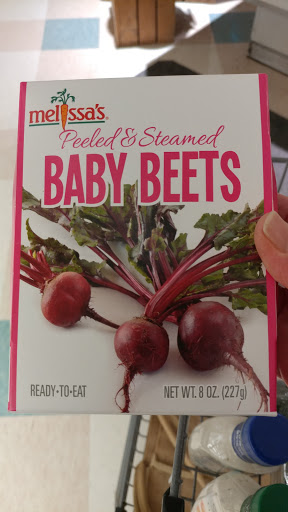 melissa's®
Peeled & Steamed
BABY BEETS
READY•TO•EAT
NET WT. 8 OZ. (227g)